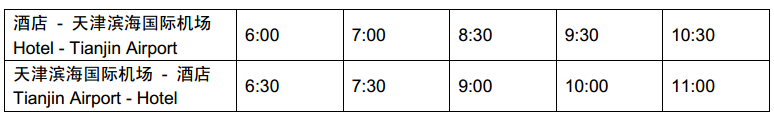 酒店 - 天津滨海国际机场
Hotel - Tianjin Airport
6:00 7:00 8:30 9:30 10:30
天津滨海国际机场 - 酒店
Tianjin Airport - Hotel
6:30 7:30 9:00 10:00 11:00